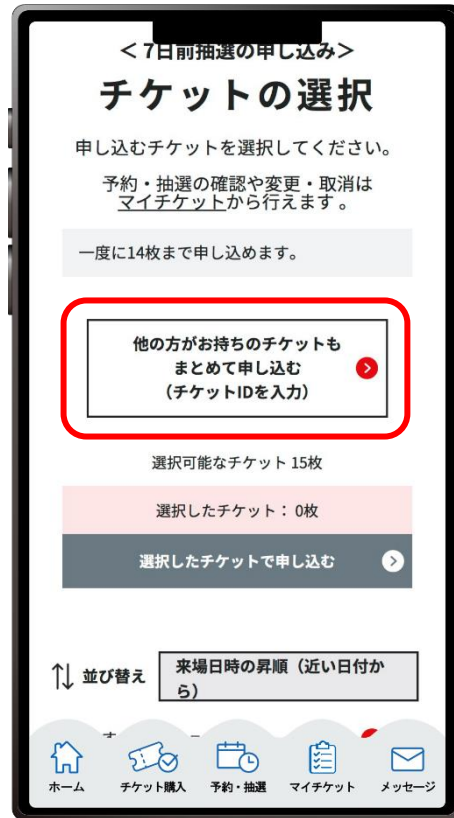 ＜7日前抽選の申し込み＞
チケットの選択
申し込むチケットを選択してください。
予約・抽選の確認や変更・取消は
マイチケットから行えます。
一度に14枚まで申し込めます。
他の方がお持ちのチケットも
まとめて申し込む
（チケットIDを入力）
選択可能なチケット 15枚
選択したチケット： 0枚
選択したチケットで申し込む
並び替え
来場日時の昇順（近い日付か
ら）
ホーム
チケット購入
予約・抽選
マイチケット
メッセージ